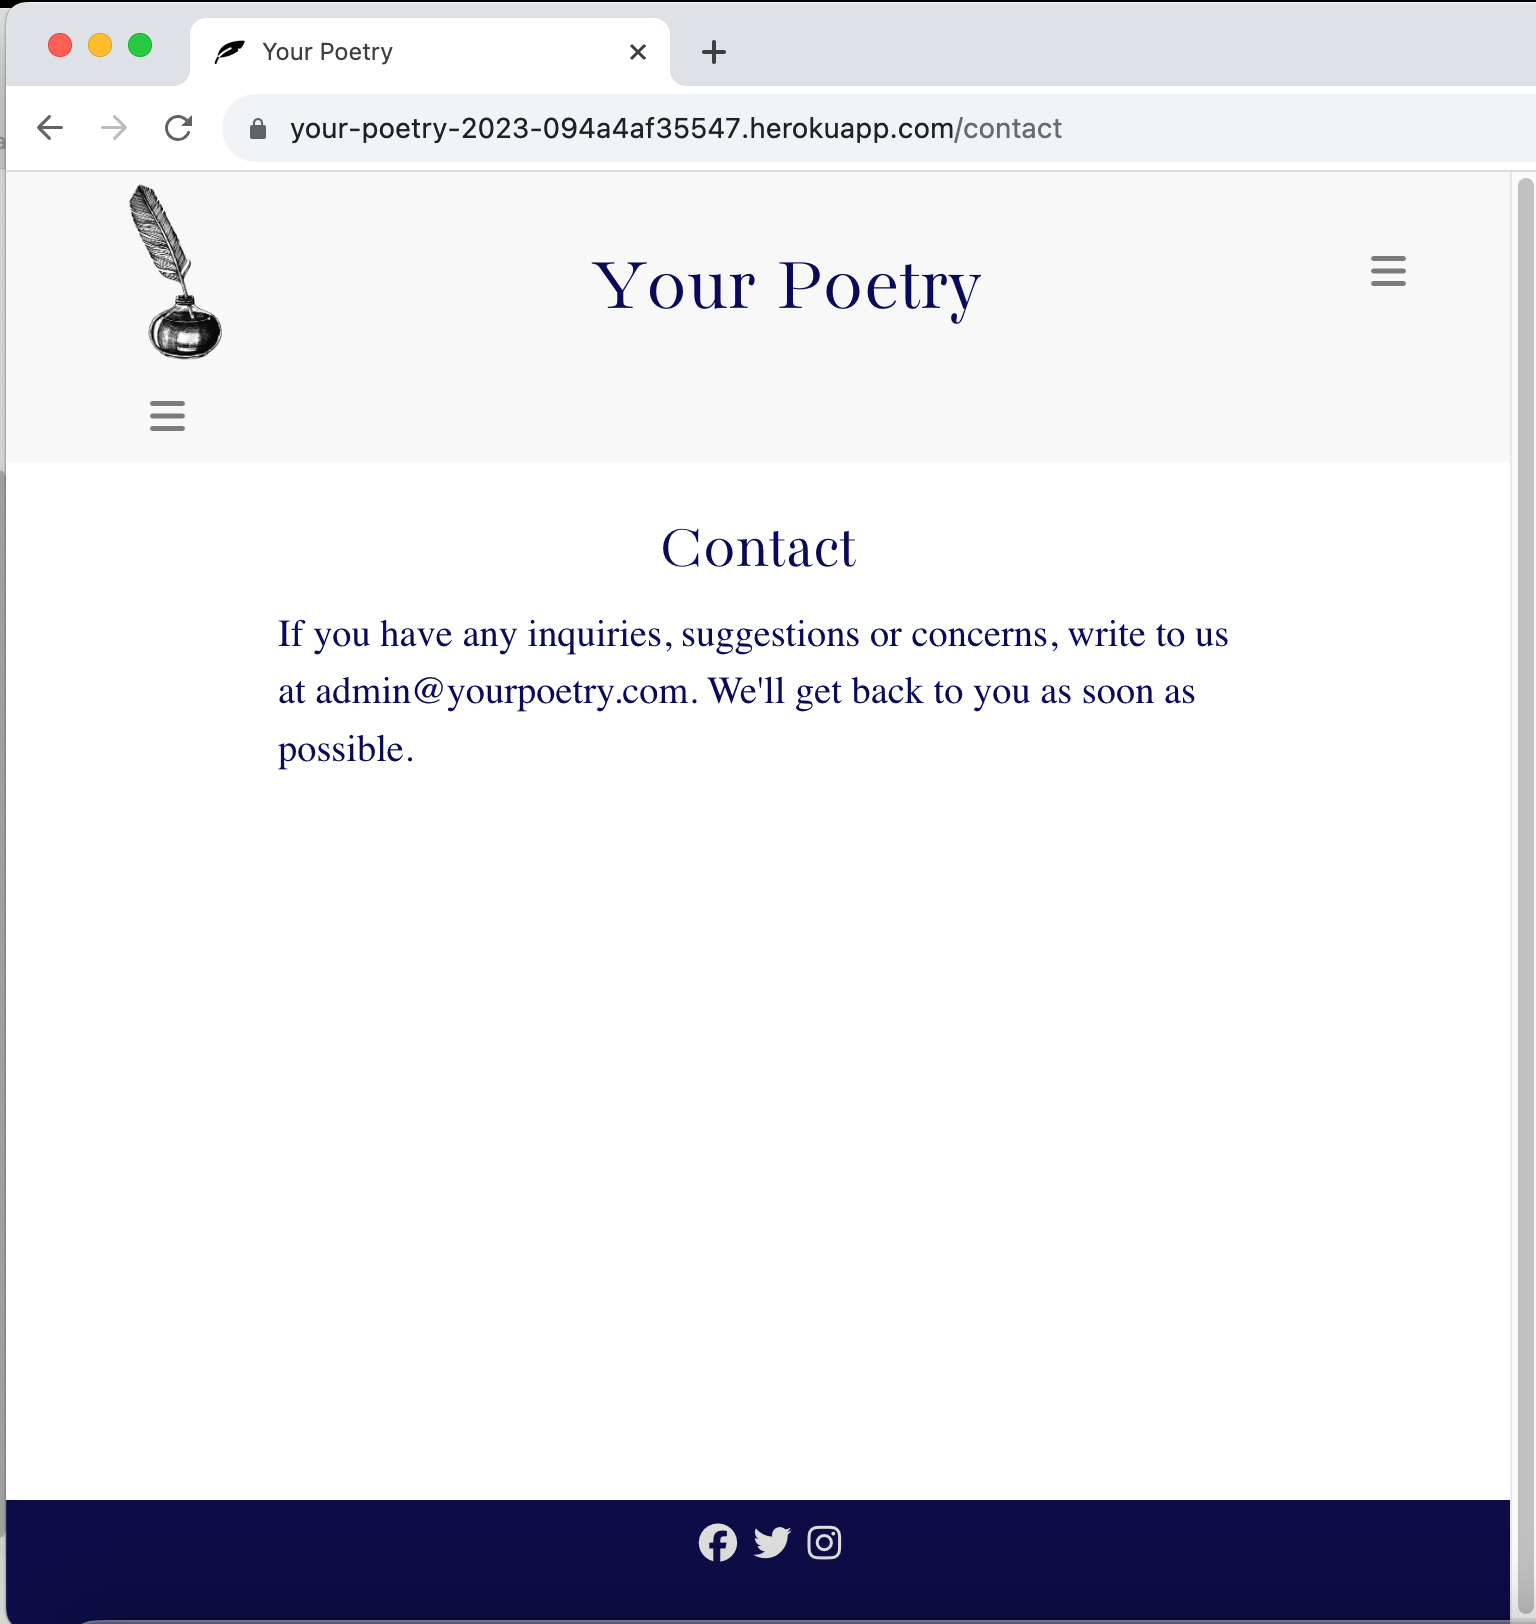 Your Poetry
your-poetry-2023-094a4af35547.herokuapp.com/contact
Your Poetry
Contact
If you have any inquiries, suggestions or concerns, write to us
at admin@yourpoetry.com. We'll get back to you as soon as
possible.